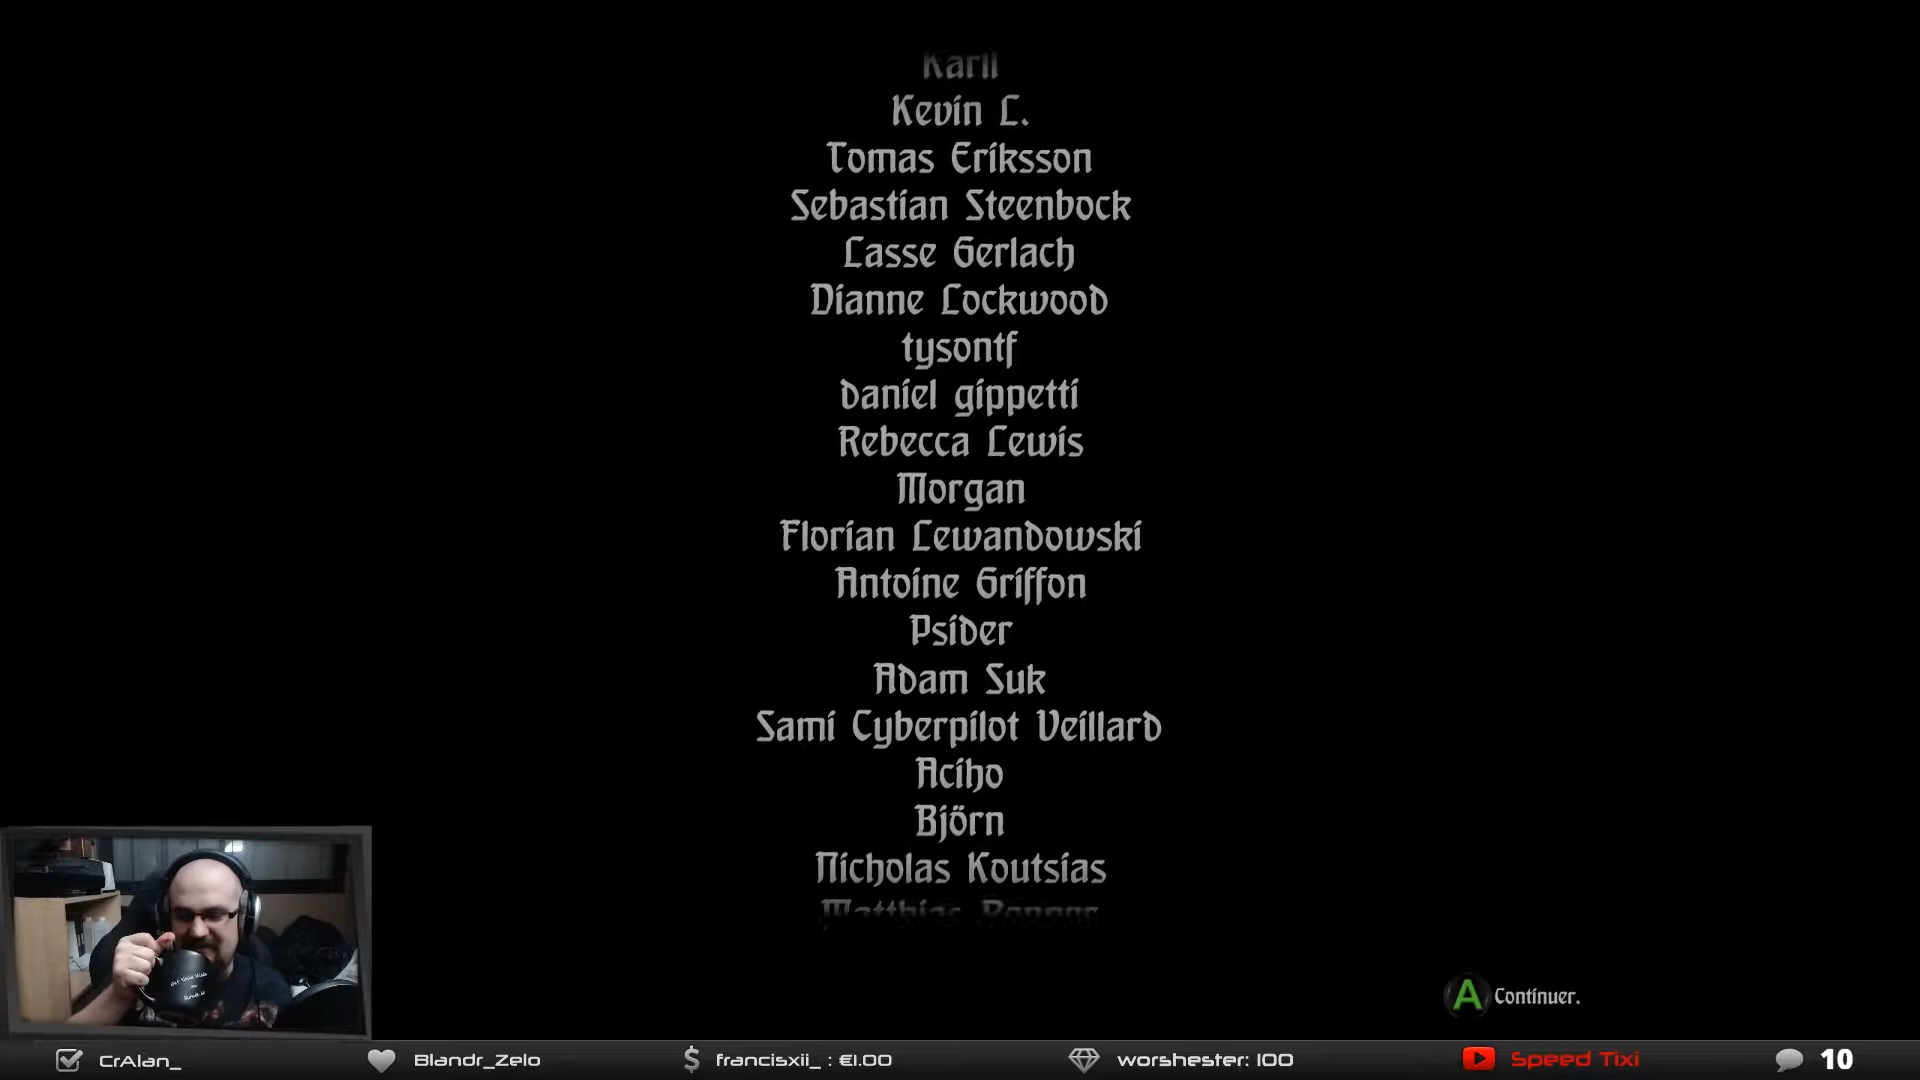 Karll
Kevin L.
Tomas Eriksson
Sebastian Steenbock
Lasse Gerlach
Dianne Lockwood
tysontf
daniel gippetti
Rebecca Lewis
Morgan
Florian Lewandowski
Antoine Griffon
Psider
Adam Suk
Sami Cyberpilot Veillard
Aciho
Björn
Nicholas Koutsias
Matthias
A Continuer.
CrAlan_
Blandr_Zelo
$ francisxii_ : €1.00
worshester: 100
Speed Tixi
10